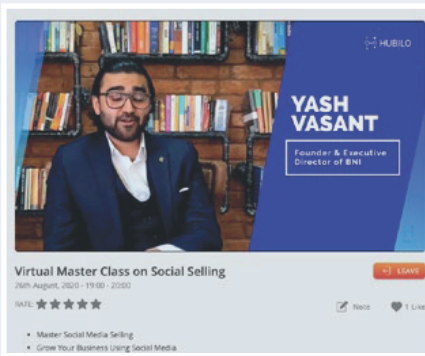 HUBILO
YASH
VASANT
Founder & Executive
Director of BNI
Virtual Master Class on Social Selling
LEAVE
26th August, 2020 - 19:00 - 20:00
RATE:
Note
1 Like
Master Social Media Selling
Grow Your Business Using Social Media